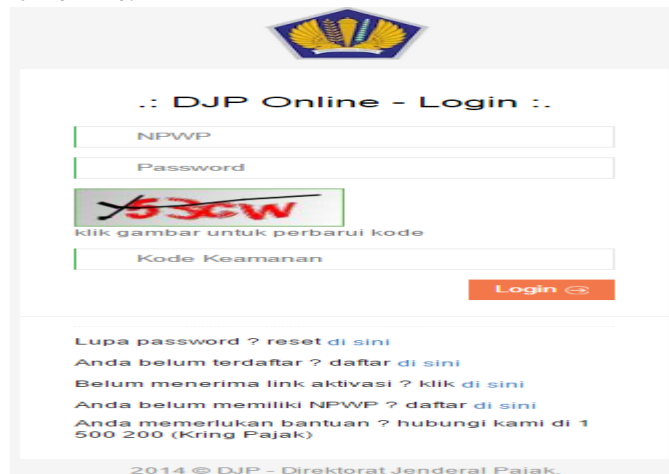 .: DJP Online - Login :.
NPWP
Password
klik gambar untuk perbarui kode
Kode Keamanan
Login
Lupa password ? reset di sini
Anda belum terdaftar ? daftar di sini
Belum menerima link aktivasi ? klik di sini
Anda belum memiliki NPWP ? daftar di sini
Anda memerlukan bantuan ? hubungi kami di 1
500 200 (Kring Pajak)
2014 © DJP - Direktorat Jenderal Pajak.